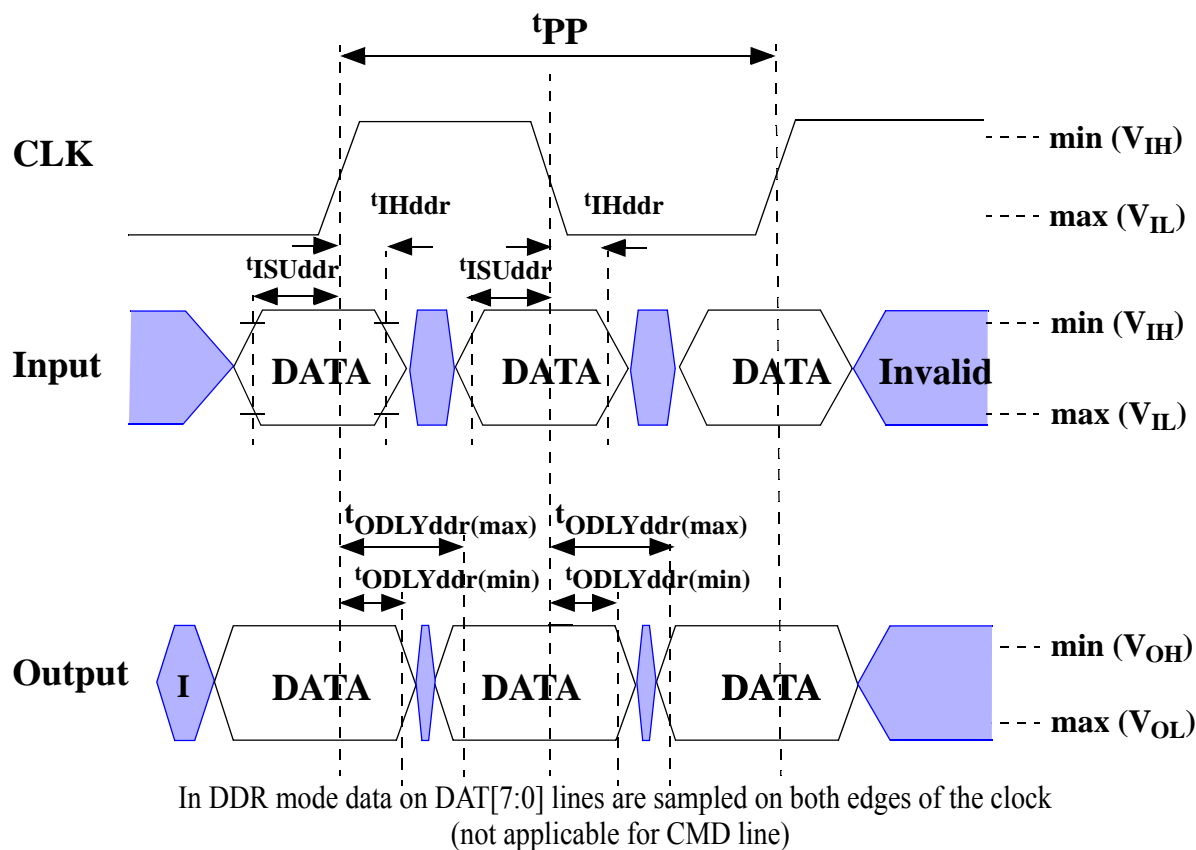 tPP
CLK
min (VIH)
max (VIL)
tIHddr
tIHddr
tISUddr
tISUddr
Input
DATA
DATA
DATA
Invalid
min (VIH)
max (VIL)
tODLYddr(max)
tODLYddr(max)
tODLYddr(min)
tODLYddr(min)
Output
I
DATA
DATA
DATA
min (VOH)
max (VOL)
In DDR mode data on DAT[7:0] lines are sampled on both edges of the clock
(not applicable for CMD line)